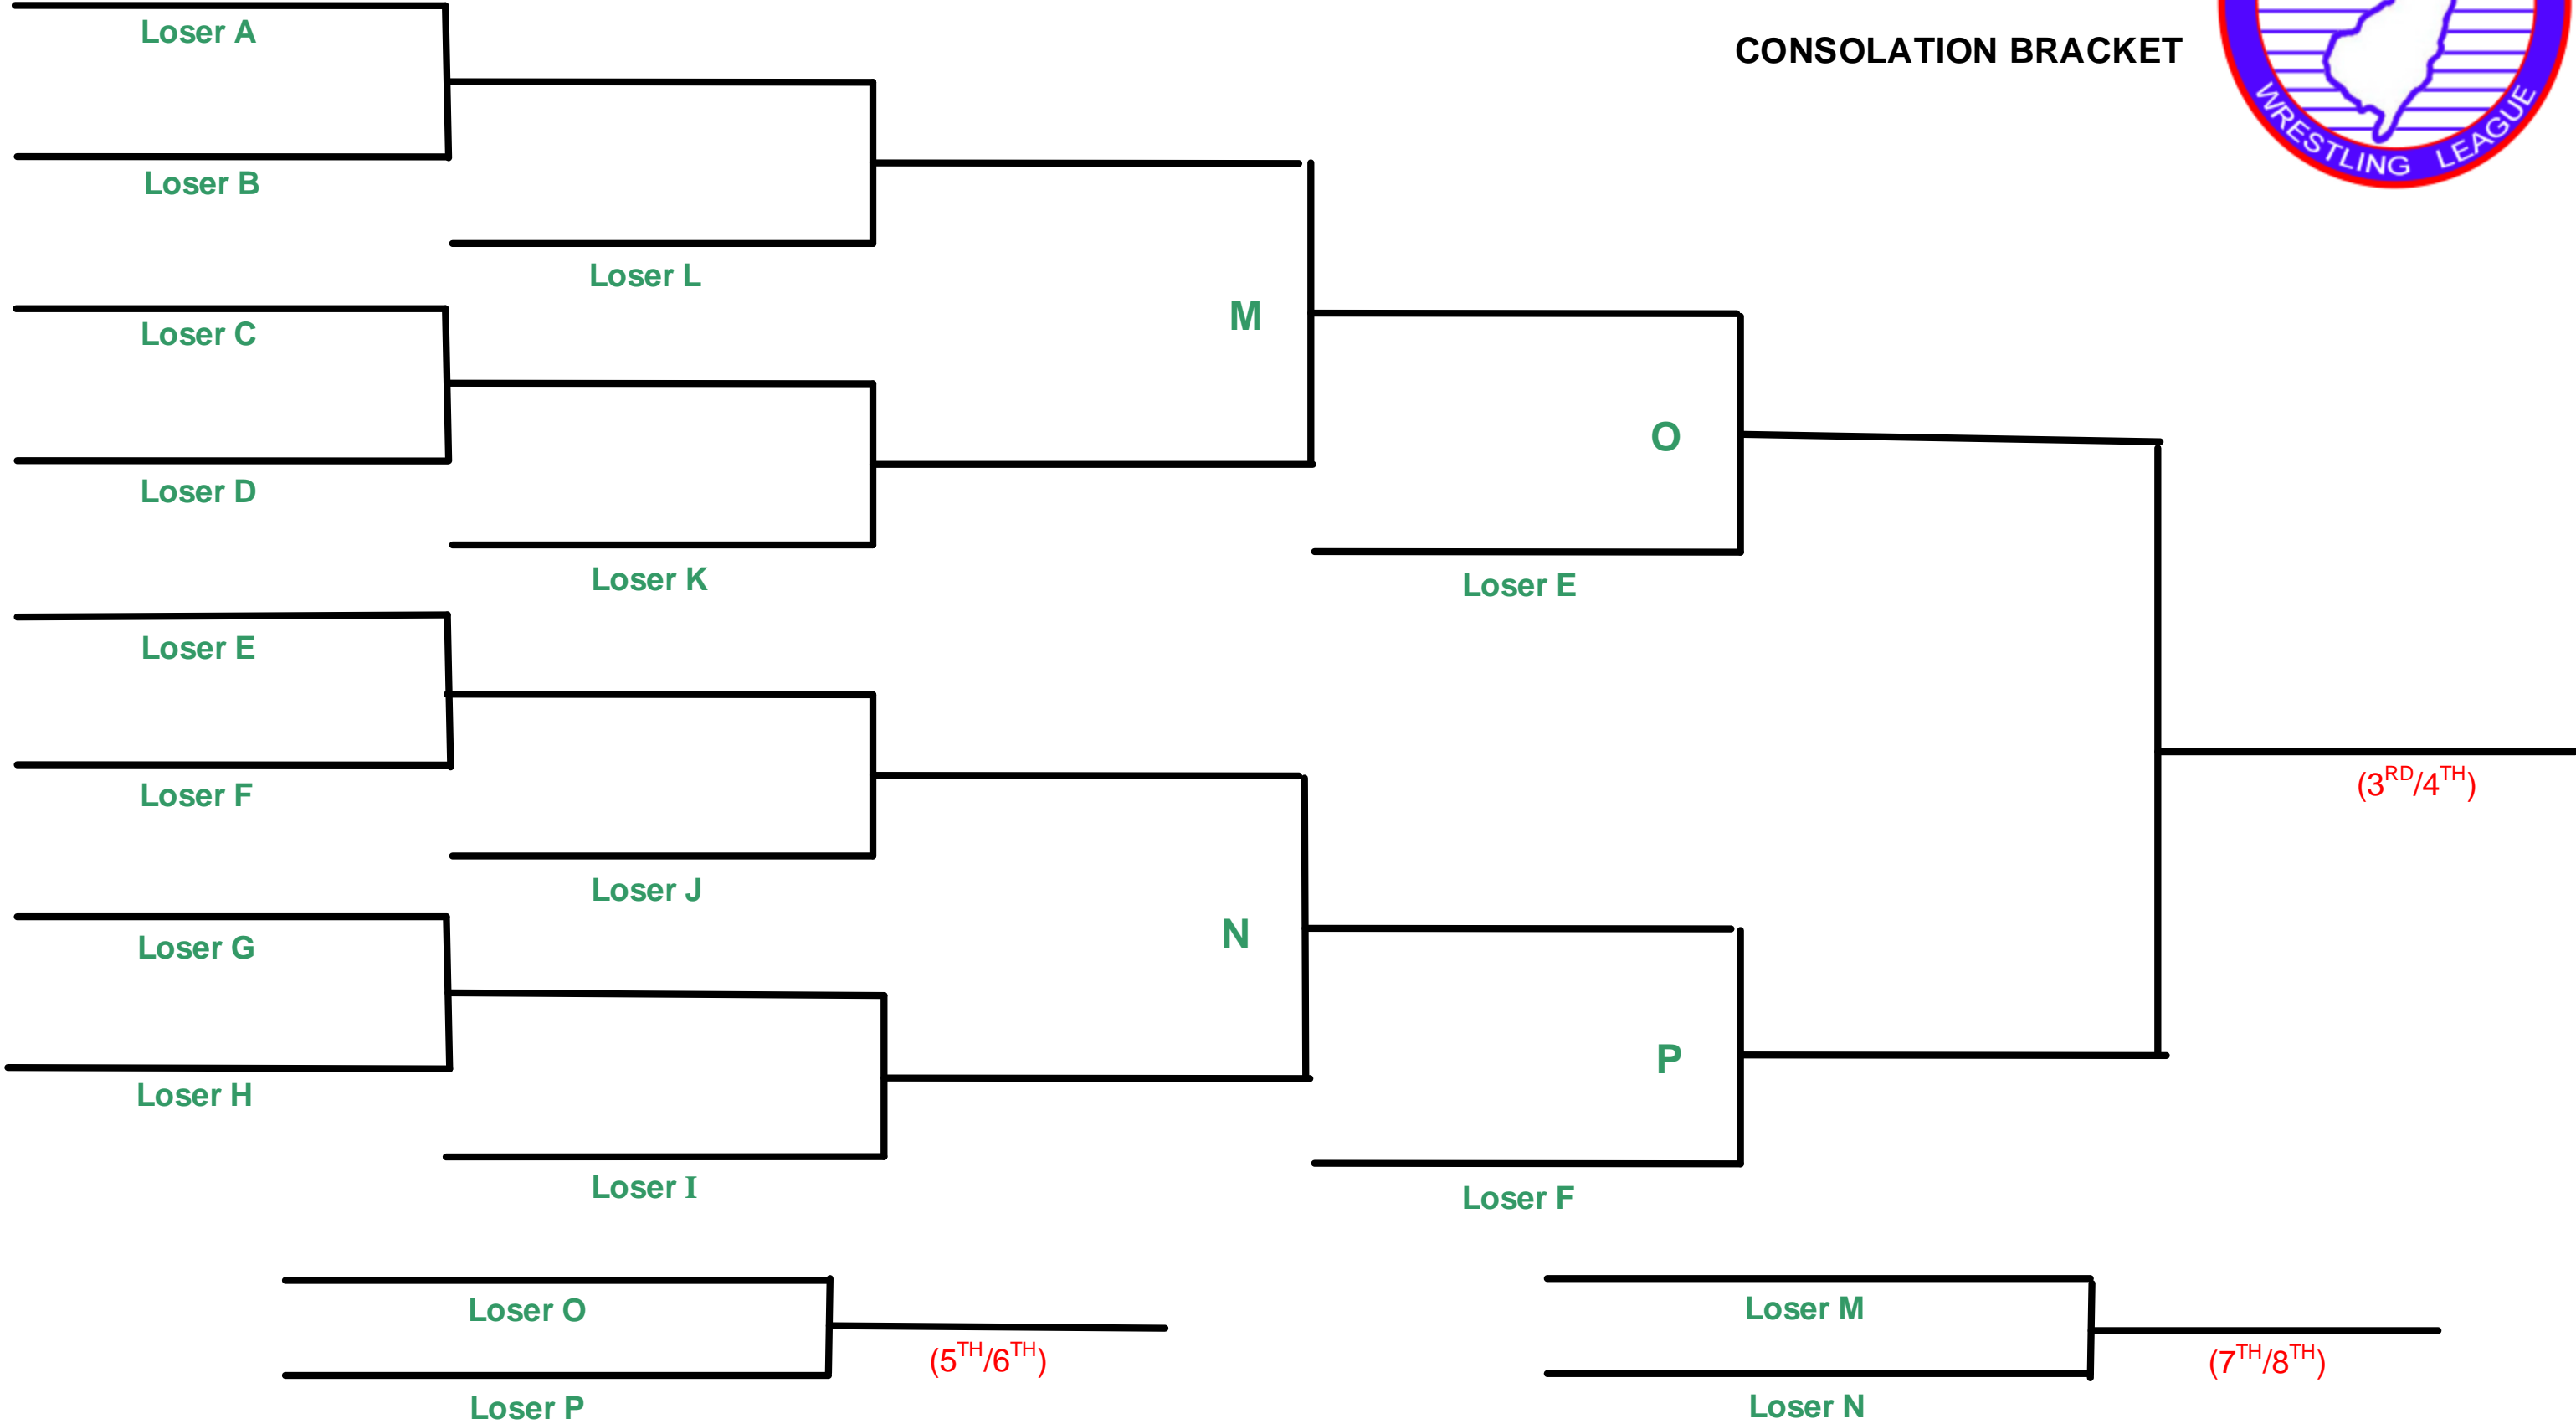 Loser A
CONSOLATION BRACKET
WRESTLING LEAGUE
Loser B
Loser L
M
Loser C
O
Loser D
Loser K
Loser E
Loser E
(3RD/4TH)
Loser F
Loser J
N
Loser G
P
Loser H
Loser I
Loser F
Loser O
(5TH/6TH)
Loser P
Loser M
(7TH/8TH)
Loser N